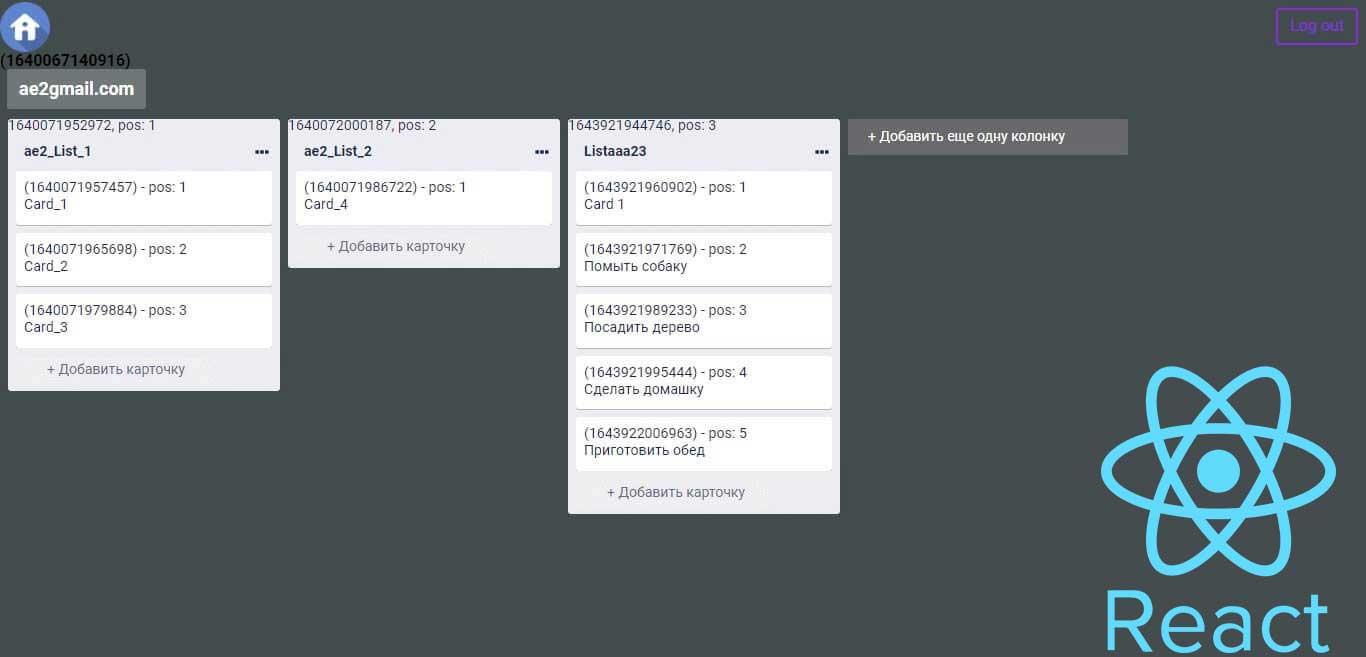 Log out
(1640067140916)
ae2gmail.com
1640071952972, pos: 1
ae2_List_1
(1640071957457) - pos: 1
Card_1
(1640071965698) - pos: 2
Card_2
(1640071979884) - pos: 3
Card_3
+ Добавить карточку
1640072000187, pos: 2
ae2_List_2
(1640071986722) - pos: 1
Card_4
+ Добавить карточку
1643921944746, pos: 3
Listaaa23
(1643921960902) - pos: 1
Card 1
(1643921971769) - pos: 2
Помыть собаку
(1643921989233) - pos: 3
Посадить дерево
(1643921995444) - pos: 4
Сделать домашку
(1643922006963) - pos: 5
Приготовить обед
+ Добавить карточку
+ Добавить еще одну колонку
React